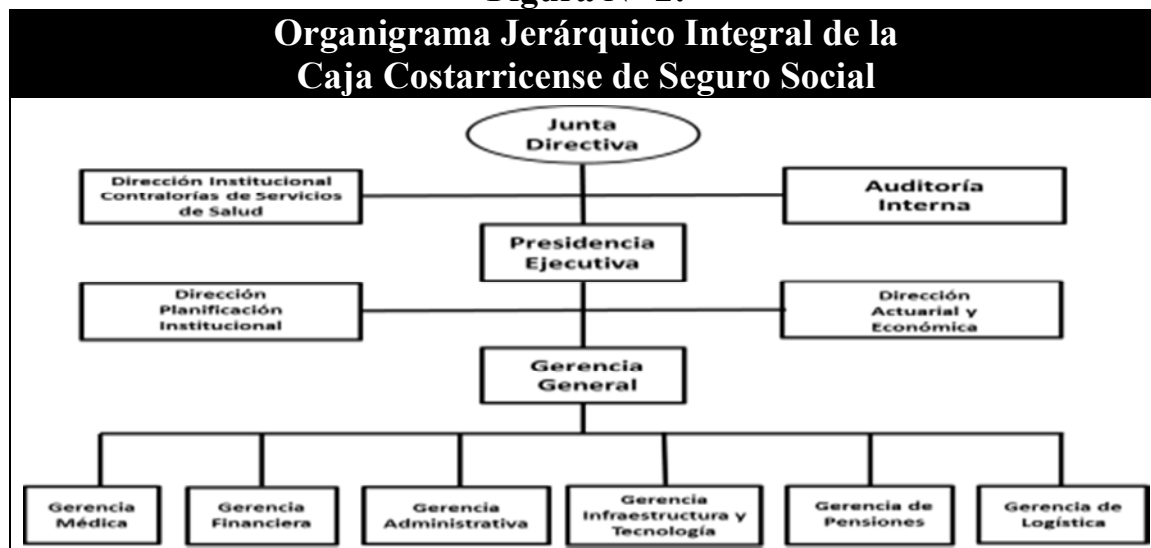 Organigrama Jerárquico Integral de la
Caja Costarricense de Seguro Social
Junta
Directiva
Dirección Institucional
Contralorías de Servicios
de Salud
Auditoría
Interna
Presidencia
Ejecutiva
Dirección
Planificación
Institucional
Dirección
Actuarial y
Económica
Gerencia
General
Gerencia
Médica
Gerencia
Financiera
Gerencia
Administrativa
Gerencia
Infraestructura y
Tecnología
Gerencia de
Pensiones
Gerencia de
Logística